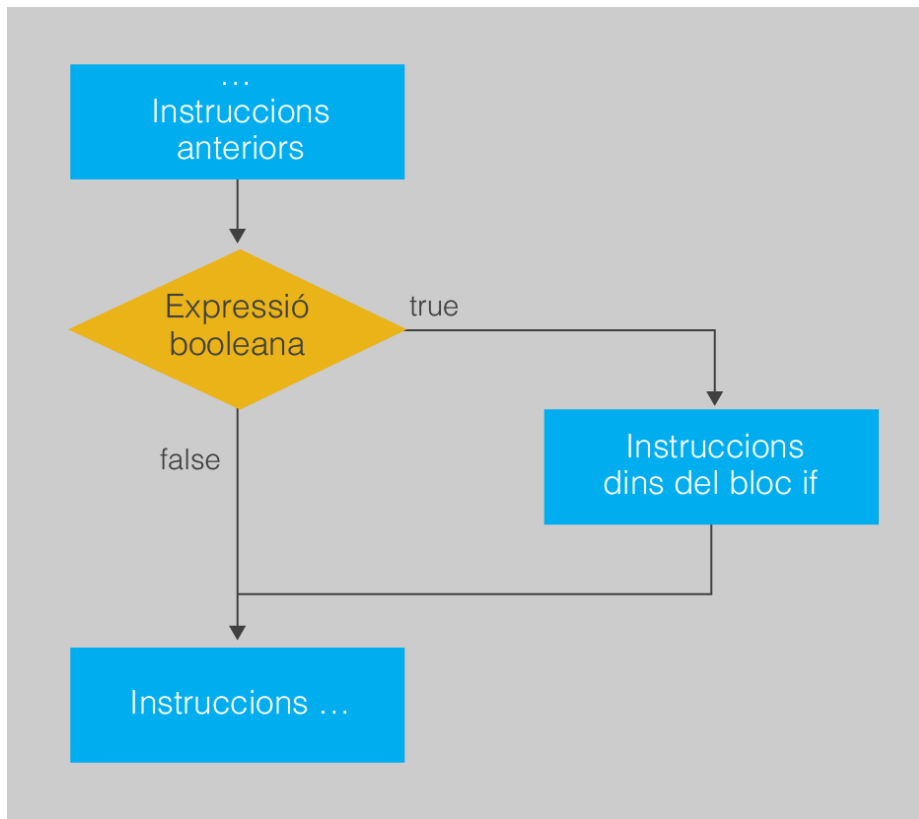 …
Instruccions
anteriors
Expressió
booleana
true
false
Instruccions
dins del bloc if
Instruccions …